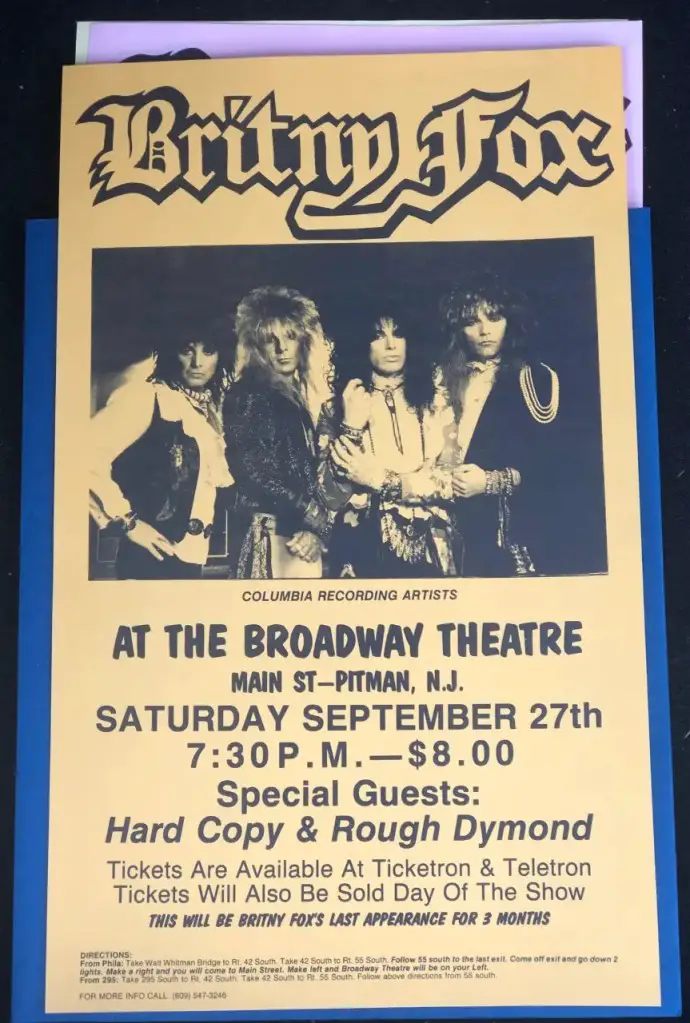 Britny Fox
COLUMBIA RECORDING ARTISTS
AT THE BROADWAY THEATRE
MAIN ST—PITMAN, N.J.
SATURDAY SEPTEMBER 27th
7:30 P.M.—$8.00
Special Guests:
Hard Copy & Rough Dymond
Tickets Are Available At Ticketron & Teletron
Tickets Will Also Be Sold Day Of The Show
THIS WILL BE BRITNY FOX'S LAST APPEARANCE FOR 3 MONTHS
DIRECTIONS:
From Phila: Take Walt Whitman Bridge to Rt. 42 South. Take 42 South to Rt. 55 South. Follow 55 south to the last exit. Come off exit and go down 2
lights. Make a right and you will come to Main Street. Make left and Broadway Theatre will be on your Left.
From 295: Take 295 South to Rt. 42 South. Take 42 South to Rt. 55 South. Follow above directions from 55 south.
FOR MORE INFO CALL: (609) 547-3246